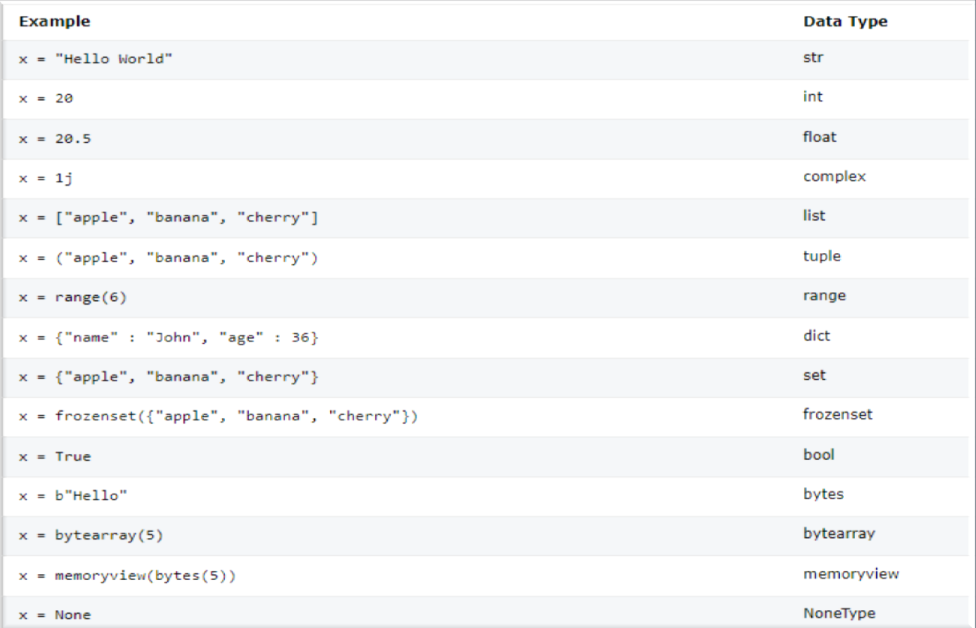 Example Data Type
x = "Hello World" str
x = 20 int
x = 20.5 float
x = 1j complex
x = ["apple", "banana", "cherry"] list
x = ("apple", "banana", "cherry") tuple
x = range(6) range
x = {"name" : "John", "age" : 36} dict
x = {"apple", "banana", "cherry"} set
x = frozenset({"apple", "banana", "cherry"}) frozenset
x = True bool
x = b"Hello" bytes
x = bytearray(5) bytearray
x = memoryview(bytes(5)) memoryview
x = None NoneType